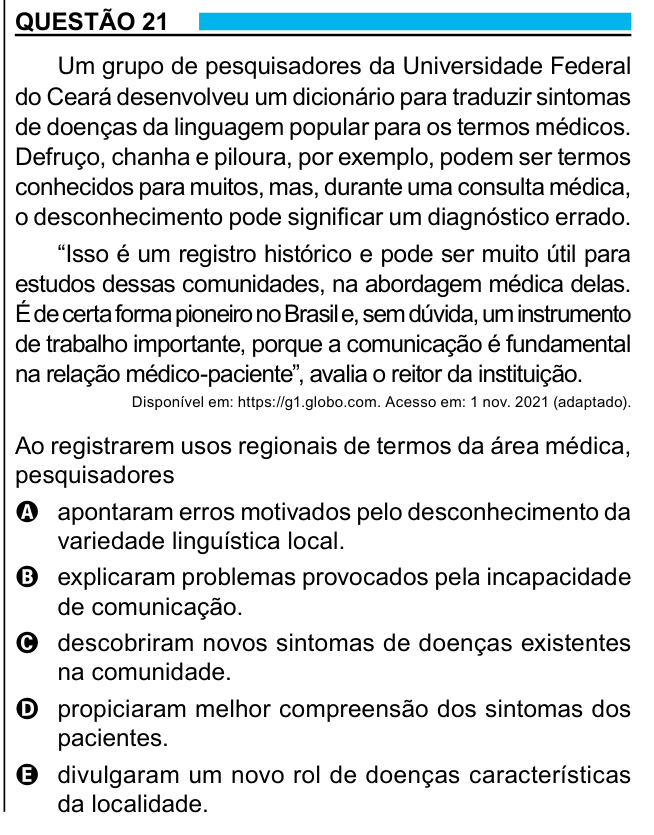 QUESTÃO 21
Um grupo de pesquisadores da Universidade Federal
do Ceará desenvolveu um dicionário para traduzir sintomas
de doenças da linguagem popular para os termos médicos.
Defruço, chanha e piloura, por exemplo, podem ser termos
conhecidos para muitos, mas, durante uma consulta médica,
o desconhecimento pode significar um diagnóstico errado.
“Isso é um registro histórico e pode ser muito útil para
estudos dessas comunidades, na abordagem médica delas.
É de certa forma pioneiro no Brasil e, sem dúvida, um instrumento
de trabalho importante, porque a comunicação é fundamental
na relação médico-paciente”, avalia o reitor da instituição.
Disponível em: https://g1.globo.com. Acesso em: 1 nov. 2021 (adaptado).
Ao registrarem usos regionais de termos da área médica,
pesquisadores
A apontaram erros motivados pelo desconhecimento da
variedade linguística local.
B explicaram problemas provocados pela incapacidade
de comunicação.
C descobriram novos sintomas de doenças existentes
na comunidade.
D propiciaram melhor compreensão dos sintomas dos
pacientes.
E divulgaram um novo rol de doenças características
da localidade.